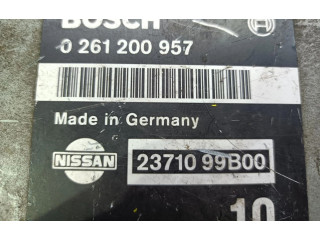 BOSCH
0 261 200 957
Made in Germany
NISSAN
23710 99B00
10